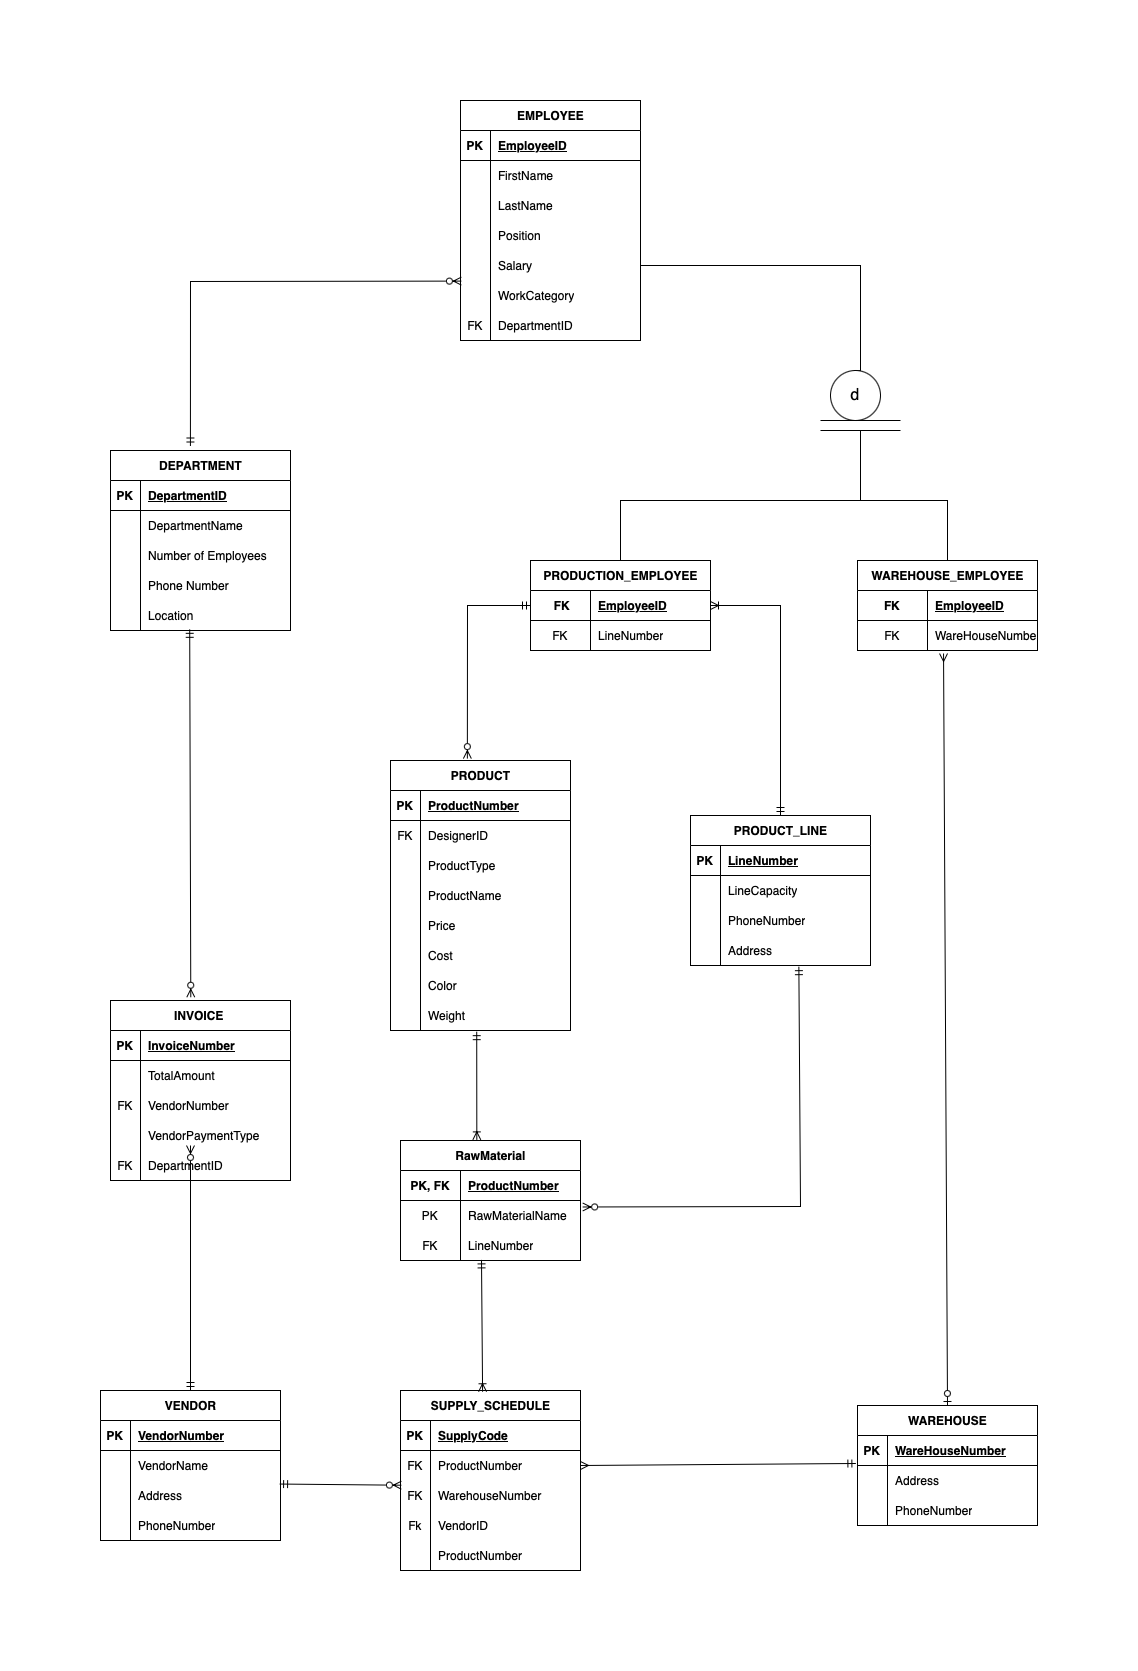 EMPLOYEE
PK EmployeeID
FirstName
LastName
Position
Salary
WorkCategory
FK DepartmentID
d
DEPARTMENT
PK DepartmentID
DepartmentName
Number of Employees
Phone Number
Location
PRODUCTION_EMPLOYEE
FK EmployeeID
FK LineNumber
WAREHOUSE_EMPLOYEE
FK EmployeeID
FK WareHouseNumbe
PRODUCT
PK ProductNumber
FK DesignerID
ProductType
ProductName
Price
Cost
Color
Weight
PRODUCT_LINE
PK LineNumber
LineCapacity
PhoneNumber
Address
INVOICE
PK InvoiceNumber
TotalAmount
FK VendorNumber
VendorPaymentType
FK DepartmentID
RawMaterial
PK, FK ProductNumber
PK RawMaterialName
FK LineNumber
VENDOR
PK VendorNumber
VendorName
Address
PhoneNumber
SUPPLY_SCHEDULE
PK SupplyCode
FK ProductNumber
FK WarehouseNumber
Fk VendorID
ProductNumber
WAREHOUSE
PK WareHouseNumber
Address
PhoneNumber